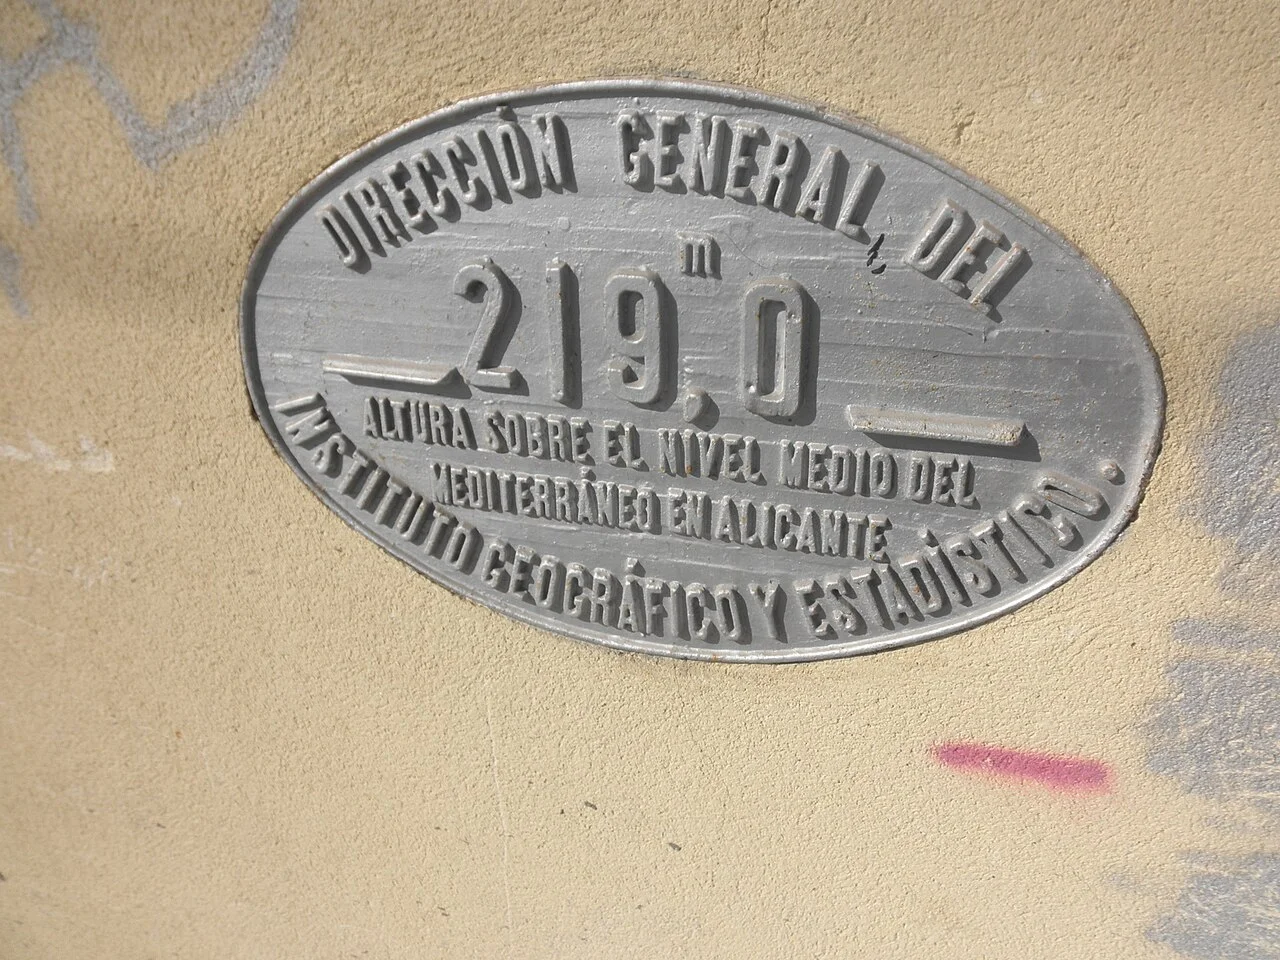 DIRECCIÓN GENERAL DEL
m
219,0
ALTURA SOBRE EL NIVEL MEDIO DEL
MEDITERRÁNEO EN ALICANTE
INSTITUTO GEOGRÁFICO Y ESTADÍSTICO.